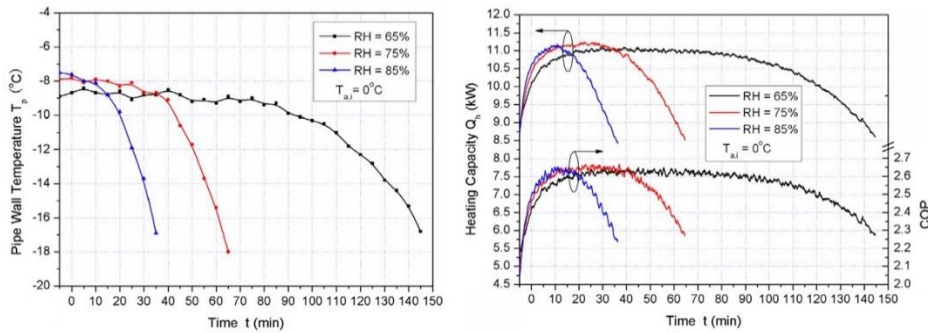 -4
-6
-8
-10
-12
-14
-16
-18
-20
Pipe Wall Temperature T_p (°C)
RH = 65%
RH = 75%
RH = 85%
T_a,i = 0°C
0 10 20 30 40 50 60 70 80 90 100 110 120 130 140 150
Time t (min)
12.0
11.5
11.0
10.5
10.0
9.5
9.0
8.5
8.0
7.5
7.0
6.5
6.0
5.5
5.0
4.5
Heating Capacity Q_h (kW)
RH = 65%
RH = 75%
RH = 85%
T_a,i = 0°C
2.6
2.7
2.6
2.5
2.4
2.3
2.2
2.1
2.0
COP
0 10 20 30 40 50 60 70 80 90 100 110 120 130 140 150
Time t (min)